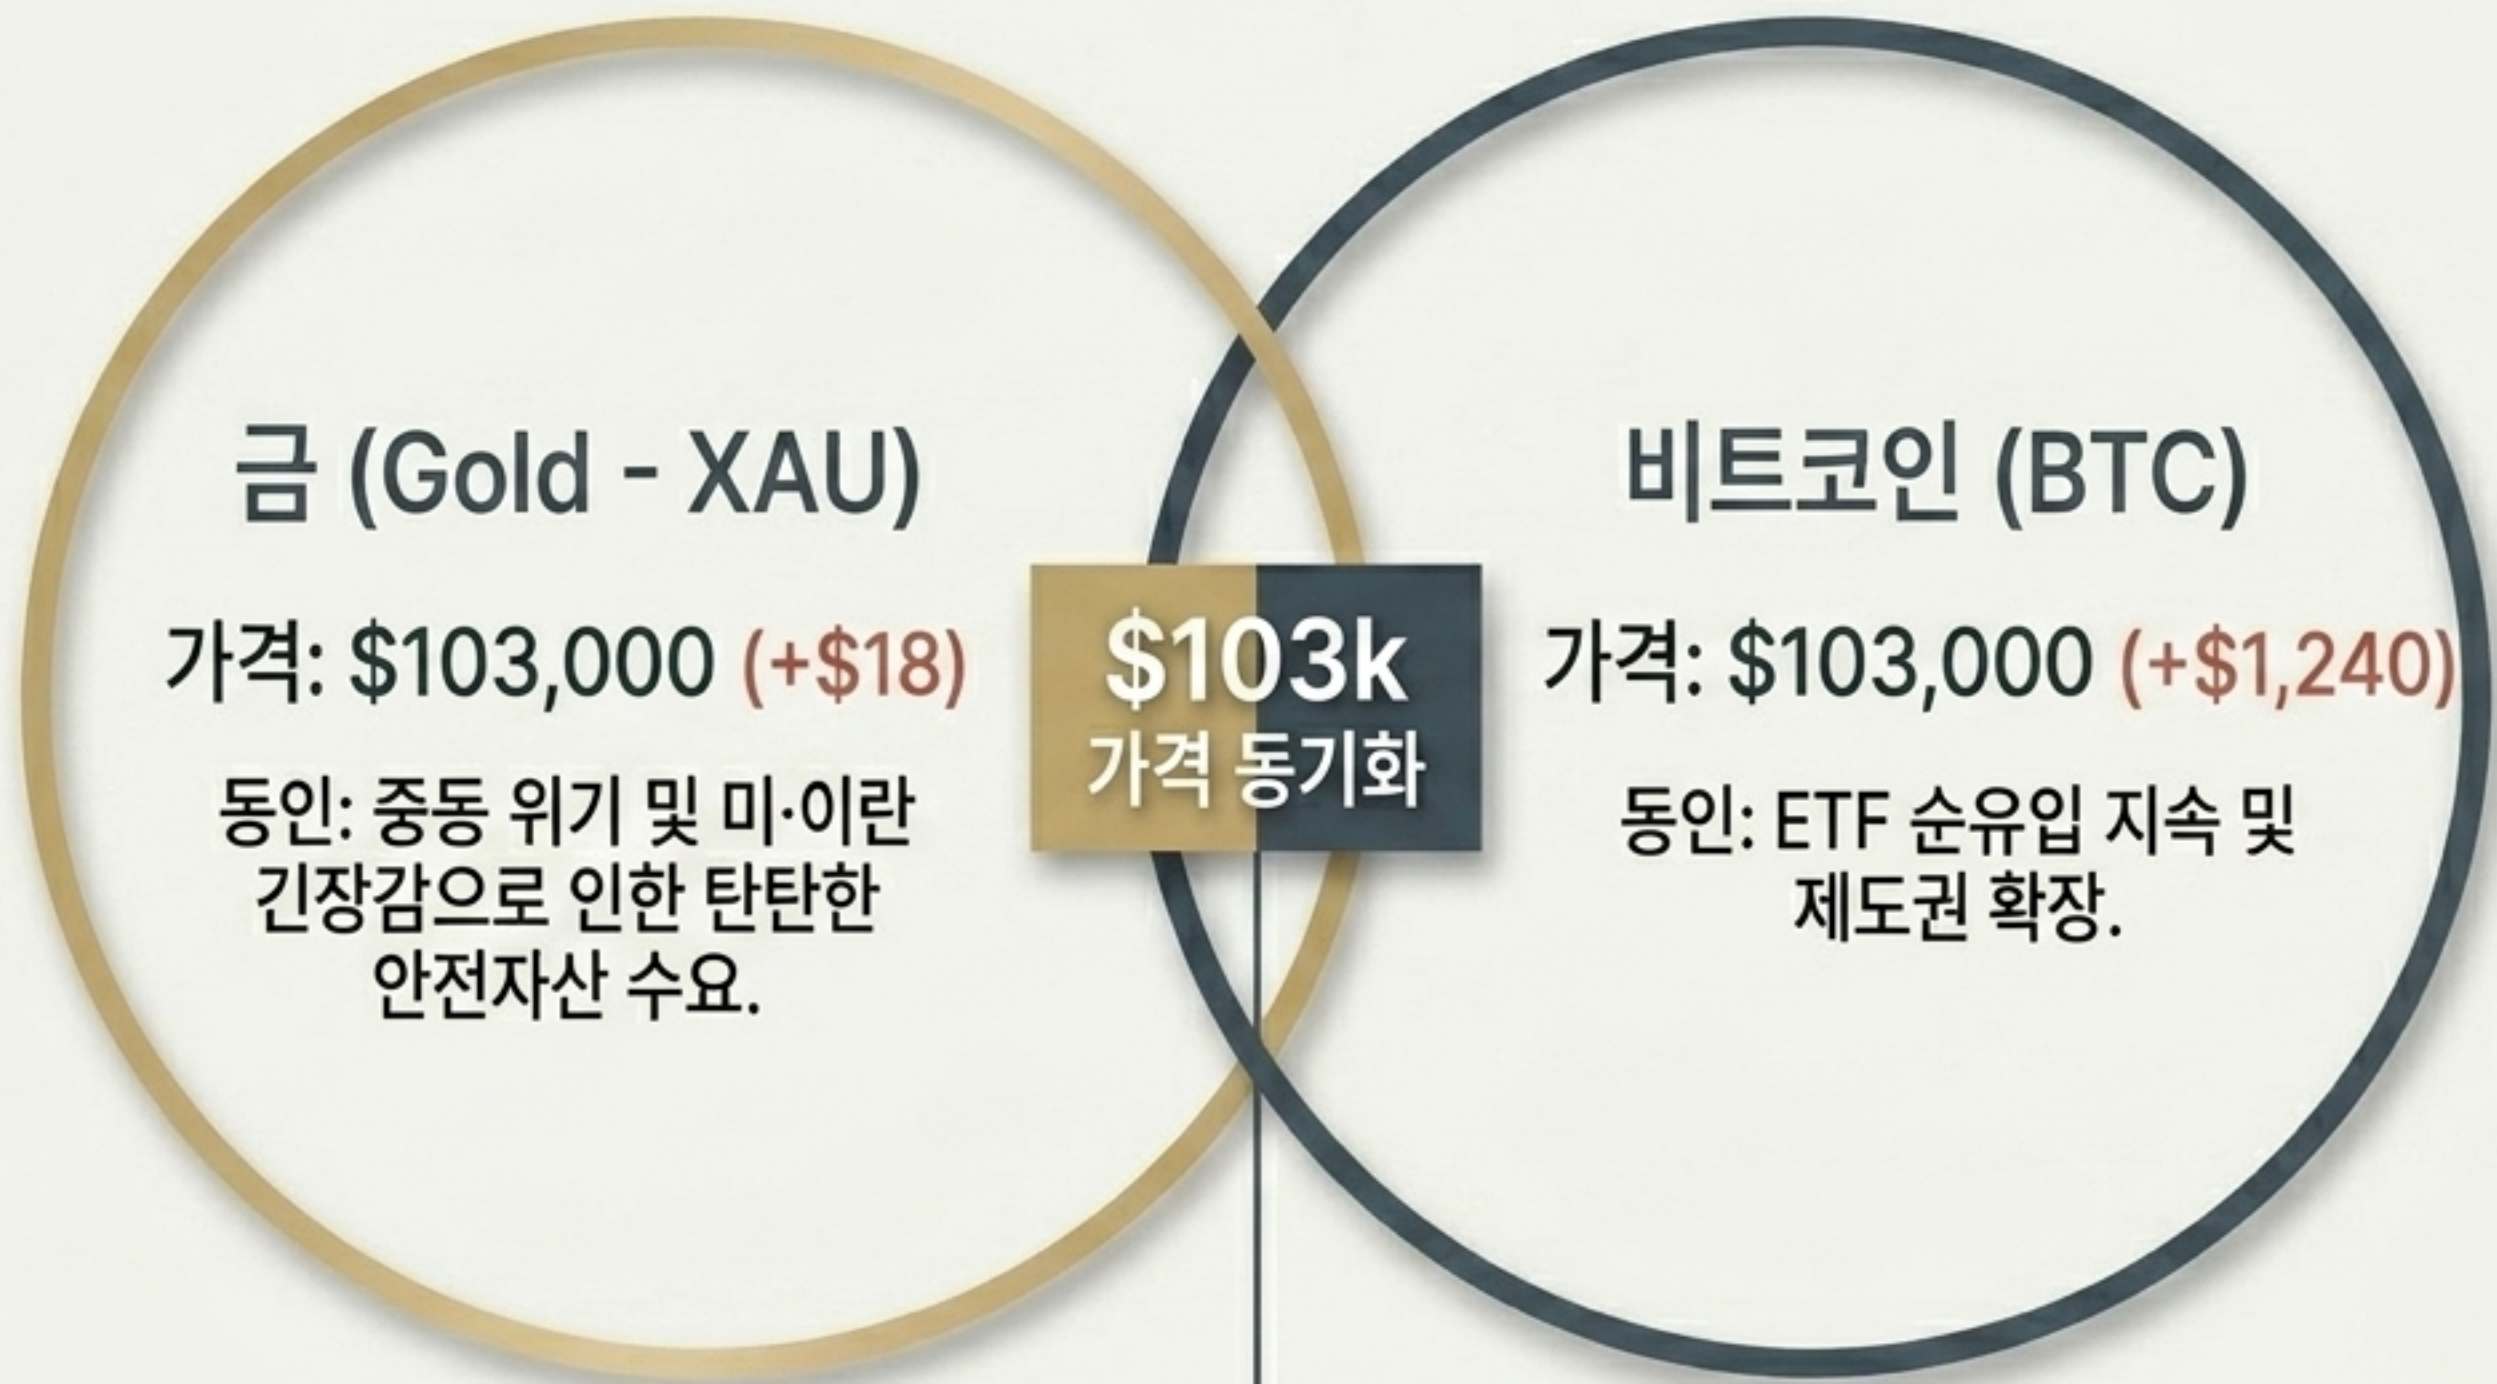 금 (Gold - XAU)
가격: $103,000 (+$18)
동인: 중동 위기 및 미·이란
긴장감으로 인한 탄탄한
안전자산 수요.
$103k
가격 동기화
비트코인 (BTC)
가격: $103,000 (+$1,240)
동인: ETF 순유입 지속 및
제도권 확장.